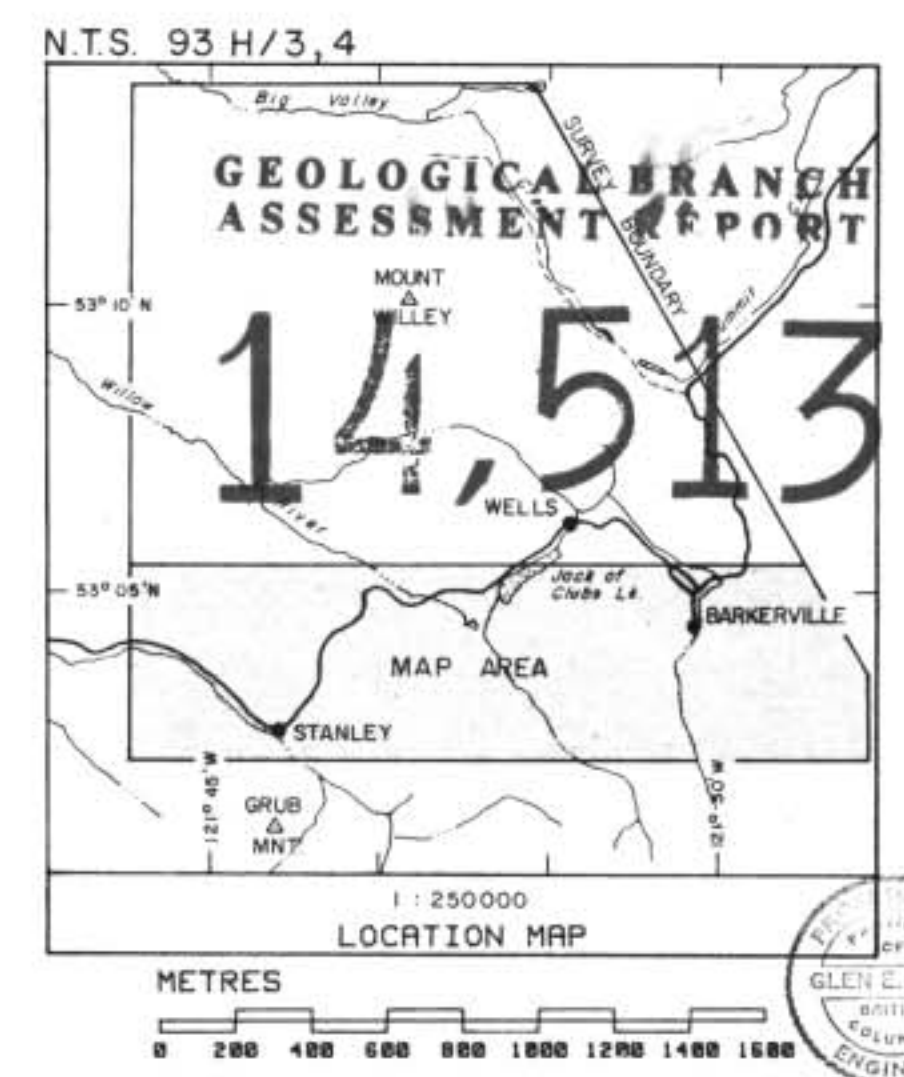 N.T.S. 93 H/3,4
Big Valley
SURVEY BOUNDARY
GEOLOGICAL BRANCH
ASSESSMENT REPORT
MOUNT
WILLEY
53° 10' N
14,513
Willow
River
WELLS
Jack of
Clubs Lk.
53° 05' N
BARKERVILLE
MAP AREA
STANLEY
121° 45' W
GRUB
MNT.
1 : 250000
LOCATION MAP
METRES
0 200 400 600 800 1000 1200 1400 1600
OF
GLEN E.